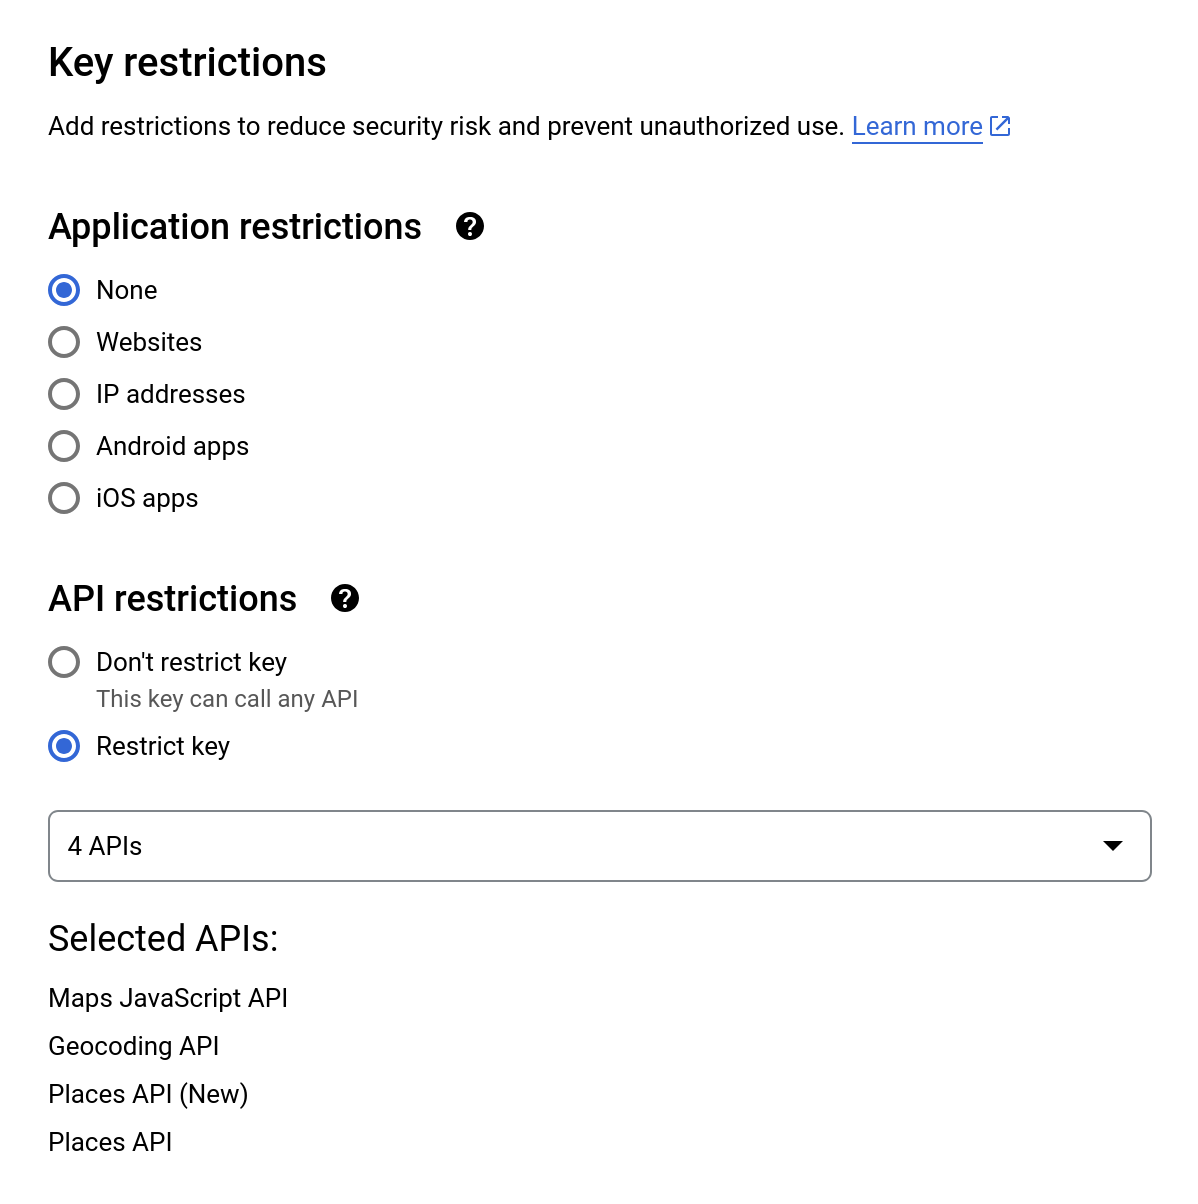 Key restrictions
Add restrictions to reduce security risk and prevent unauthorized use. Learn more
Application restrictions
None
Websites
IP addresses
Android apps
iOS apps
API restrictions
Don't restrict key
This key can call any API
Restrict key
4 APIs
Selected APIs:
Maps JavaScript API
Geocoding API
Places API (New)
Places API